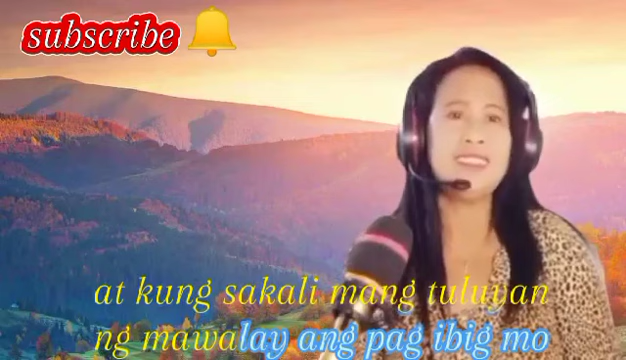 subscribe
at kung sakali mang tuluyan
ng mawalay ang pag ibig mo